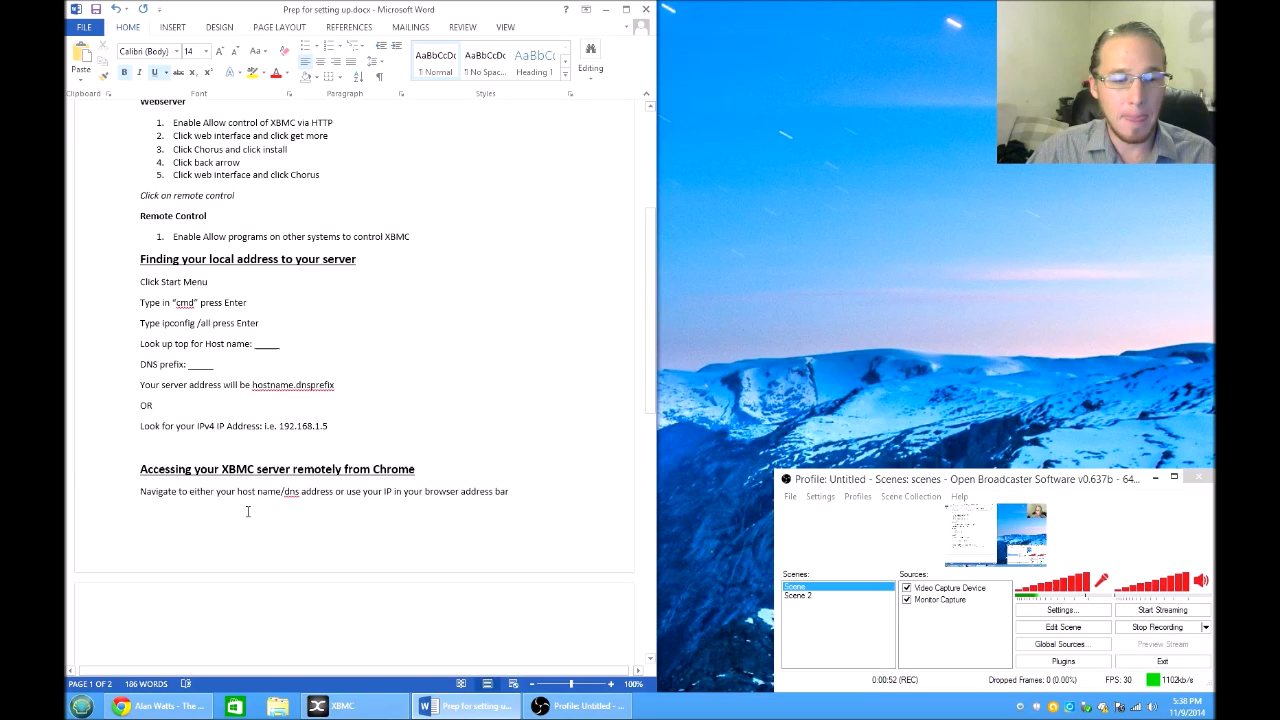 Prep for setting up.docx - Microsoft Word
FILE HOME INSERT DESIGN PAGE LAYOUT REFERENCES MAILINGS REVIEW VIEW
Calibri (Body) 14
Paste
AaBbCcDc AaBbCcDc AaBbCc
¶ Normal ¶ No Spac... Heading 1
Editing
Clipboard Font Paragraph Styles
Webserver
1. Enable Allow control of XBMC via HTTP
2. Click web interface and click get more
3. Click Chorus and click install
4. Click back arrow
5. Click web interface and click Chorus
Click on remote control
Remote Control
1. Enable Allow programs on other systems to control XBMC
Finding your local address to your server
Click Start Menu
Type in “cmd” press Enter
Type ipconfig /all press Enter
Look up top for Host name: _____
DNS prefix: _____
Your server address will be hostname.dnsprefix
OR
Look for your IPv4 IP Address: i.e. 192.168.1.5
Accessing your XBMC server remotely from Chrome
Navigate to either your host name/dns address or use your IP in your browser address bar
PAGE 1 OF 2 186 WORDS 100%
Profile: Untitled - Scenes: scenes - Open Broadcaster Software v0.637b - 64...
File Settings Profiles Scene Collection Help
Scenes: Sources:
Scene
Scene 2
Video Capture Device
Monitor Capture
Settings... Start Streaming
Edit Scene Stop Recording
Global Sources... Preview Stream
Plugins Exit
0:00:52 (REC) Dropped Frames: 0 (0.00%) FPS: 30 1102kb/s
Alan Watts - The ... XBMC Prep for setting u... Profile: Untitled - ...
5:38 PM
11/9/2014